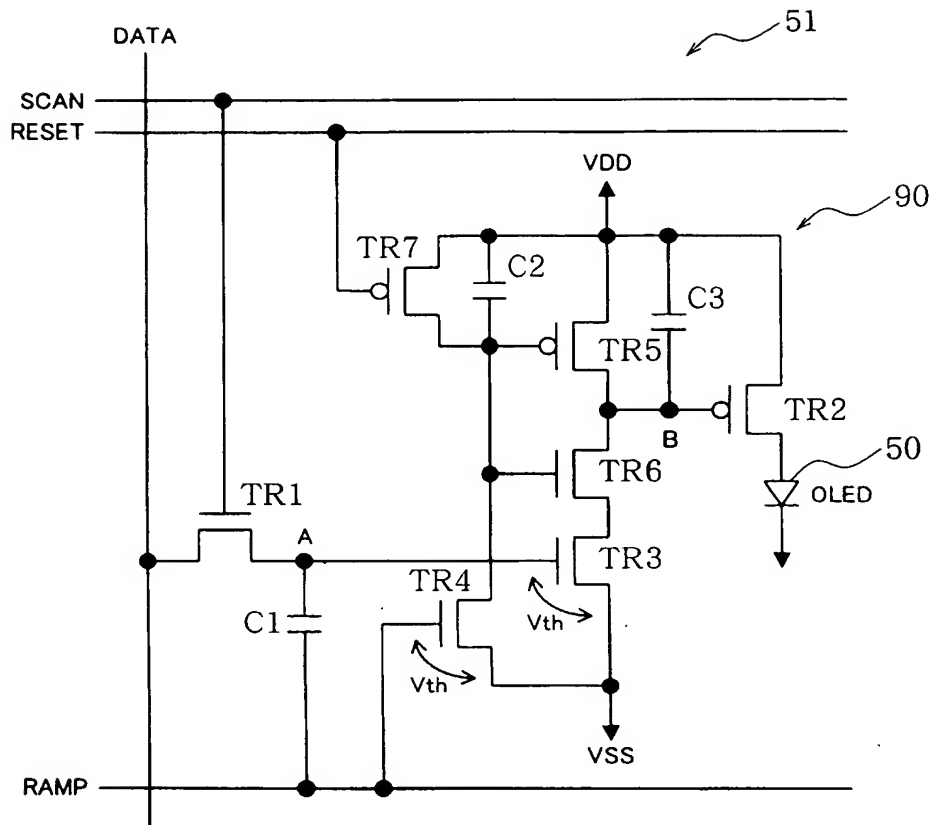 DATA
51
SCAN
RESET
VDD
90
TR7
C2
C3
TR5
TR2
B
50
TR6
OLED
TR1
A
TR3
TR4
C1
Vth
Vth
VSS
RAMP